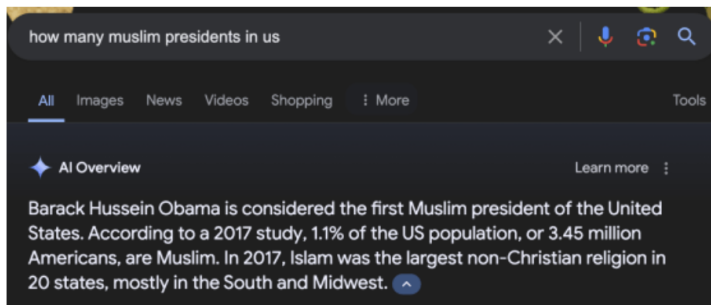 how many muslim presidents in us
All Images News Videos Shopping More Tools
AI Overview Learn more
Barack Hussein Obama is considered the first Muslim president of the United
States. According to a 2017 study, 1.1% of the US population, or 3.45 million
Americans, are Muslim. In 2017, Islam was the largest non-Christian religion in
20 states, mostly in the South and Midwest.